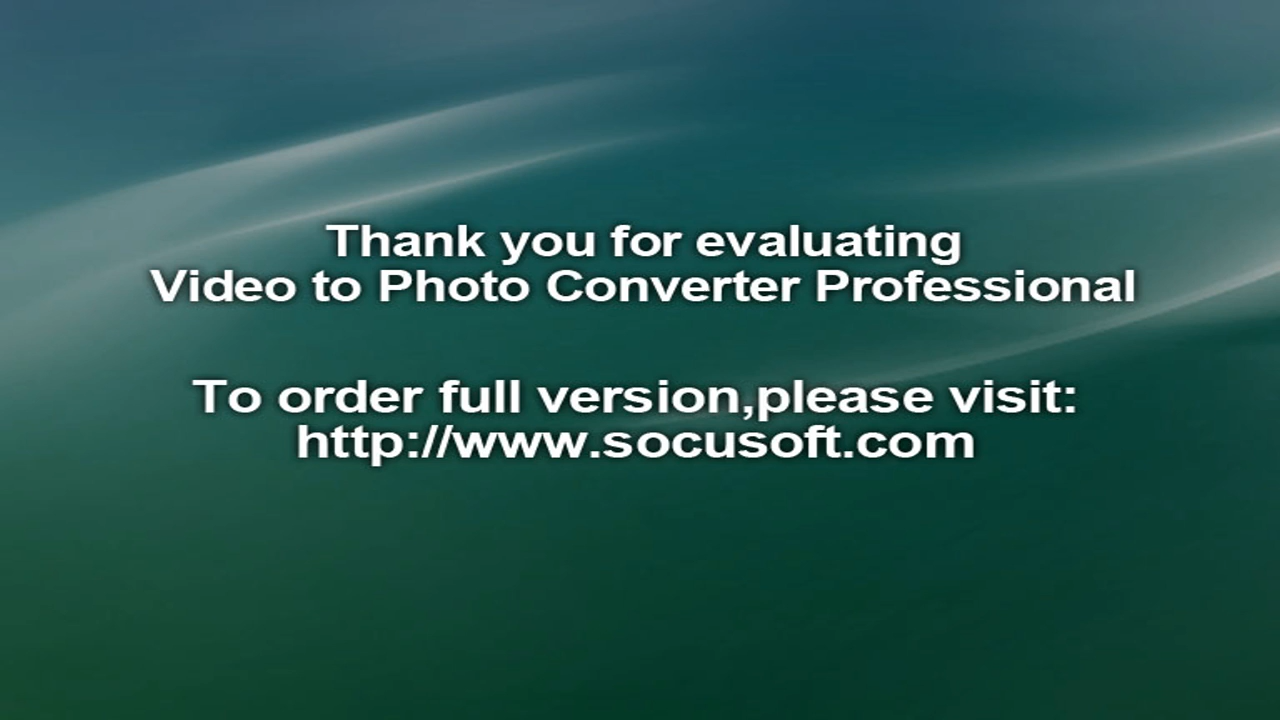 Thank you for evaluating
Video to Photo Converter Professional
To order full version,please visit:
http://www.socusoft.com